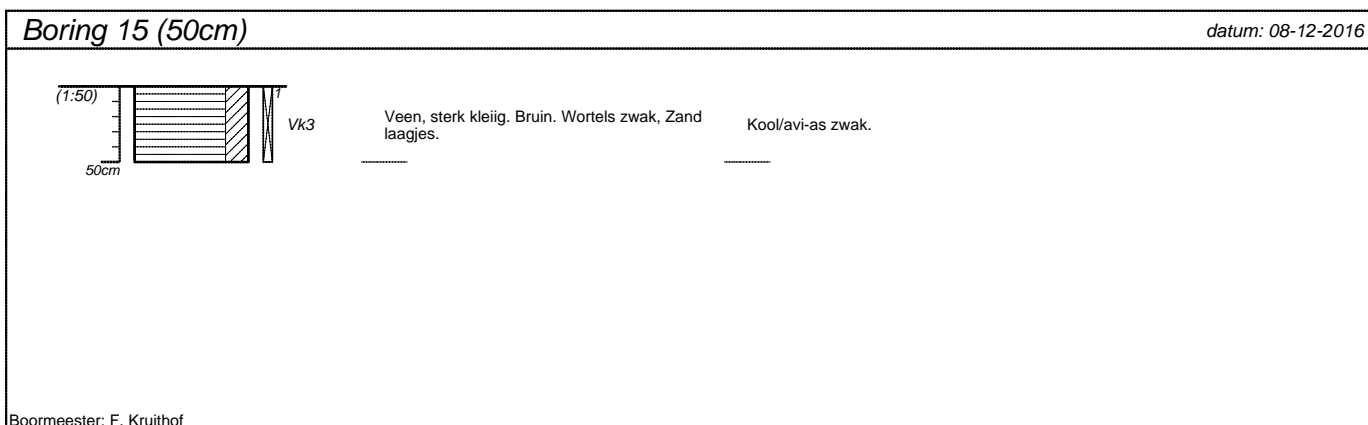 Boring 15 (50cm)
datum: 08-12-2016
(1:50)
1
Vk3
Veen, sterk kleiig. Bruin. Wortels zwak, Zand
laagjes.
Kool/avi-as zwak.
50cm
Boormeester: F. Kruithof